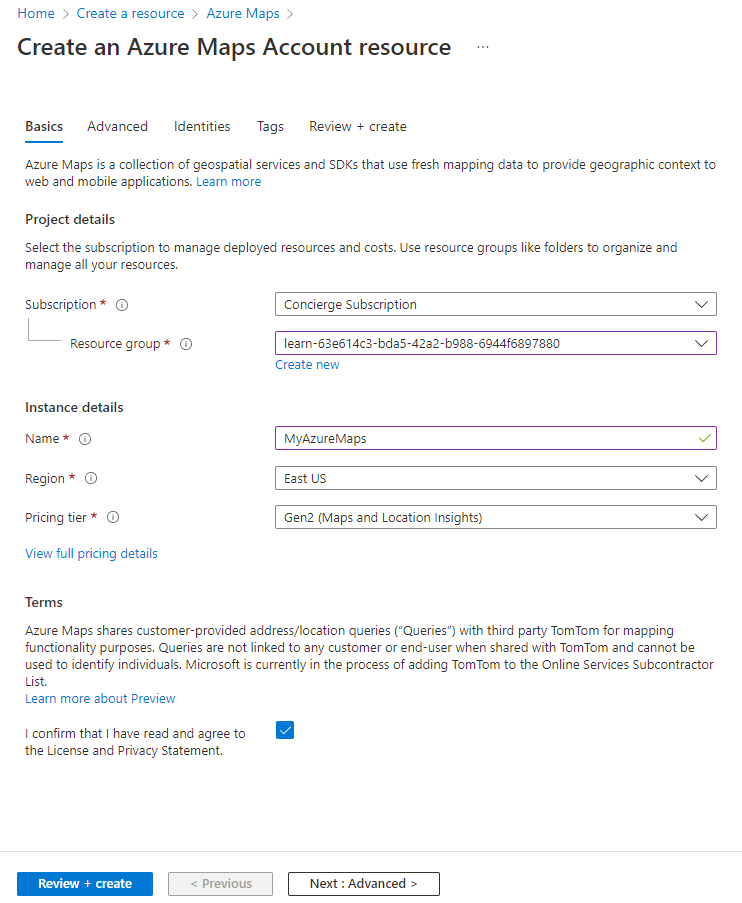 Home > Create a resource > Azure Maps >
Create an Azure Maps Account resource ...
Basics Advanced Identities Tags Review + create
Azure Maps is a collection of geospatial services and SDKs that use fresh mapping data to provide geographic context to
web and mobile applications. Learn more
Project details
Select the subscription to manage deployed resources and costs. Use resource groups like folders to organize and
manage all your resources.
Subscription * Concierge Subscription
Resource group * learn-63e614c3-bda5-42a2-b988-6944f6897880
Create new
Instance details
Name * MyAzureMaps
Region * East US
Pricing tier * Gen2 (Maps and Location Insights)
View full pricing details
Terms
Azure Maps shares customer-provided address/location queries (“Queries”) with third party TomTom for mapping
functionality purposes. Queries are not linked to any customer or end-user when shared with TomTom and cannot be
used to identify individuals. Microsoft is currently in the process of adding TomTom to the Online Services Subcontractor
List.
Learn more about Preview
I confirm that I have read and agree to
the License and Privacy Statement.
Review + create < Previous Next : Advanced >